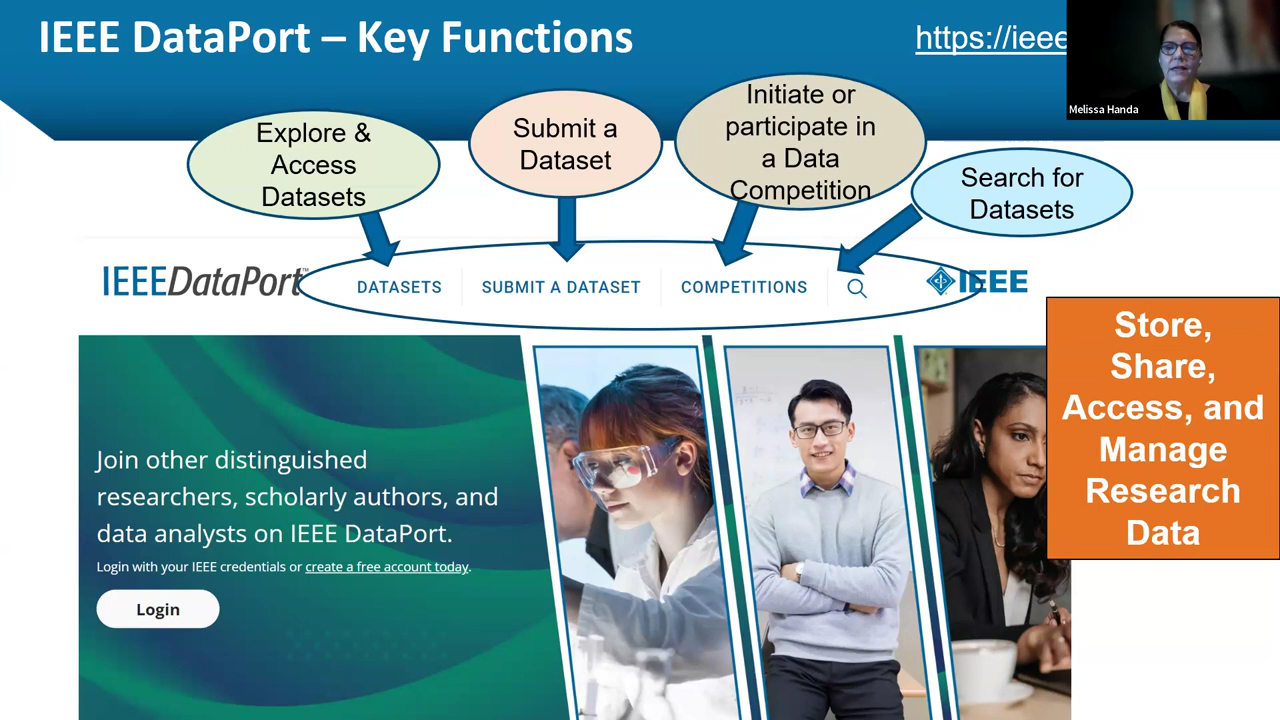 IEEE DataPort – Key Functions
https://ieee
Melissa Handa
Explore &
Access
Datasets
Submit a
Dataset
Initiate or
participate in
a Data
Competition
Search for
Datasets
IEEEDataPort™
DATASETS
SUBMIT A DATASET
COMPETITIONS
IEEE
Store,
Share,
Access, and
Manage
Research
Data
Join other distinguished
researchers, scholarly authors, and
data analysts on IEEE DataPort.
Login with your IEEE credentials or create a free account today.
Login